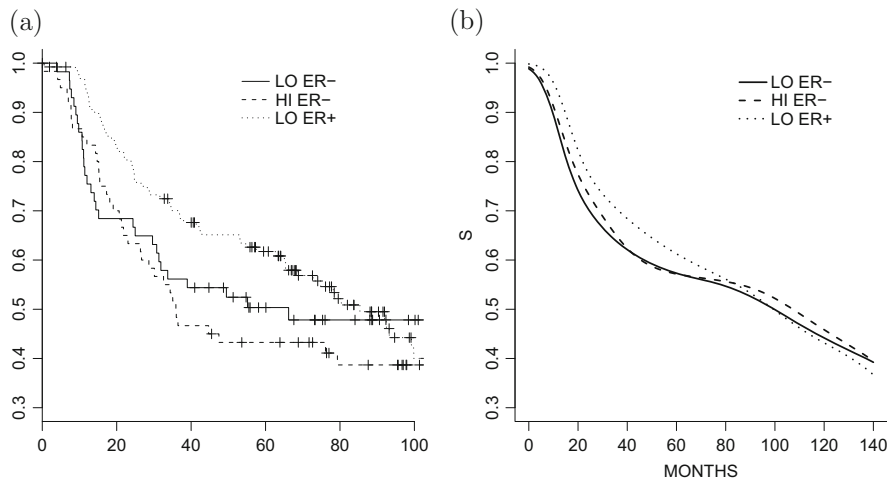 (a)
1.0
0.9
0.8
0.7
0.6
0.5
0.4
0.3
0 20 40 60 80 100
LO ER−
HI ER−
LO ER+
(b)
S
1.0
0.9
0.8
0.7
0.6
0.5
0.4
0.3
0 20 40 60 80 100 120 140
MONTHS
LO ER−
HI ER−
LO ER+